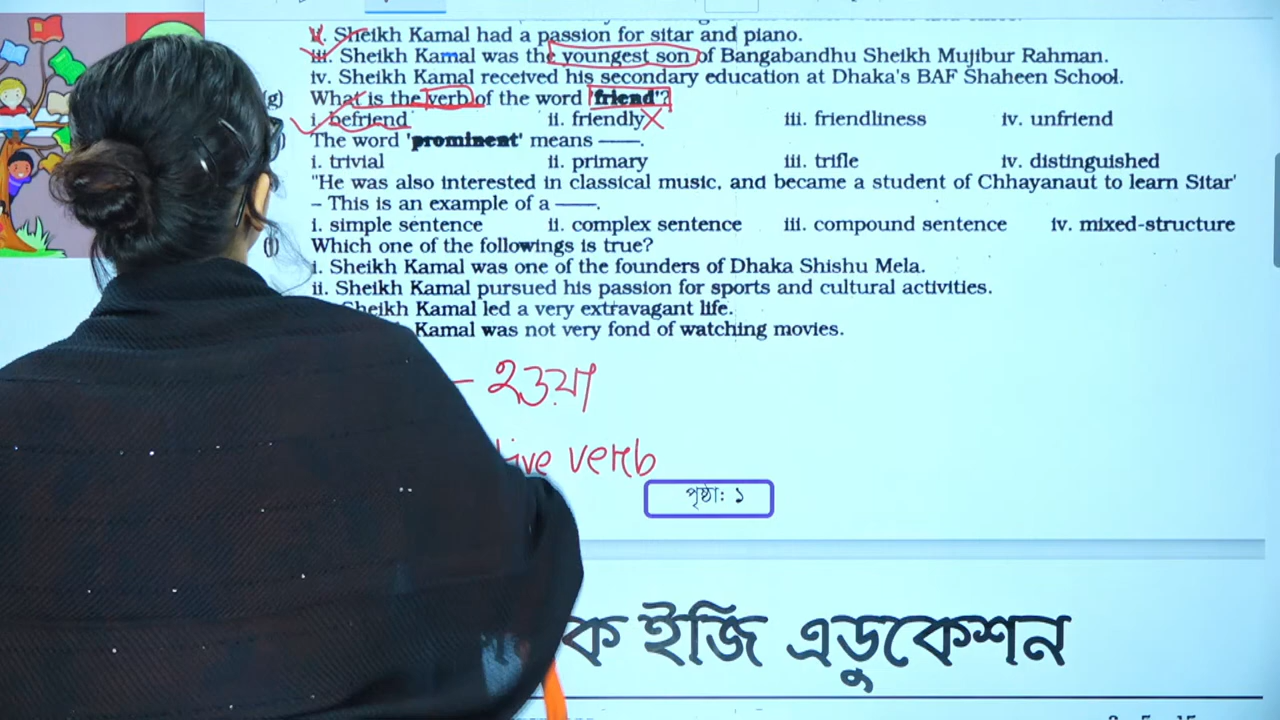 ii. Sheikh Kamal had a passion for sitar and piano.
iii. Sheikh Kamal was the youngest son of Bangabandhu Sheikh Mujibur Rahman.
iv. Sheikh Kamal received his secondary education at Dhaka's BAF Shaheen School.
(g) What is the verb of the word 'friend'?
i. befriend ii. friendly iii. friendliness iv. unfriend
The word 'prominent' means ——.
i. trivial ii. primary iii. trifle iv. distinguished
"He was also interested in classical music, and became a student of Chhayanaut to learn Sitar'
– This is an example of a ——.
i. simple sentence ii. complex sentence iii. compound sentence iv. mixed-structure
Which one of the followings is true?
i. Sheikh Kamal was one of the founders of Dhaka Shishu Mela.
ii. Sheikh Kamal pursued his passion for sports and cultural activities.
Sheikh Kamal led a very extravagant life.
Kamal was not very fond of watching movies.
– হওয়া
verb
পৃষ্ঠা: ১
ক ইজি এডুকেশন